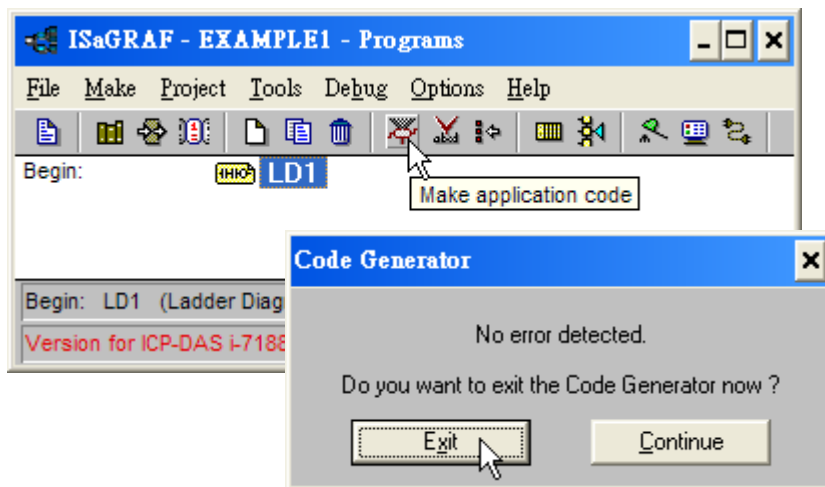 ISaGRAF - EXAMPLE1 - Programs
File Make Project Tools Debug Options Help
Begin: LD1
Make application code
Begin: LD1 (Ladder Diag
Version for ICP-DAS i-7188
Code Generator
No error detected.
Do you want to exit the Code Generator now ?
Exit Continue